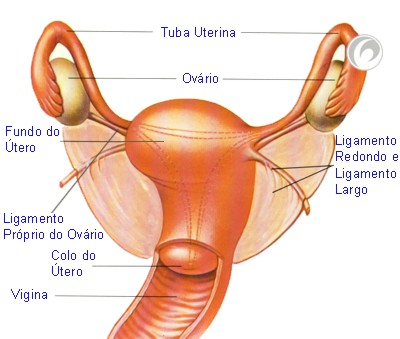 Tuba Uterina
Ovário
Fundo do
Útero
Ligamento
Redondo e
Ligamento
Largo
Ligamento
Próprio do Ovário
Colo do
Útero
Vigina